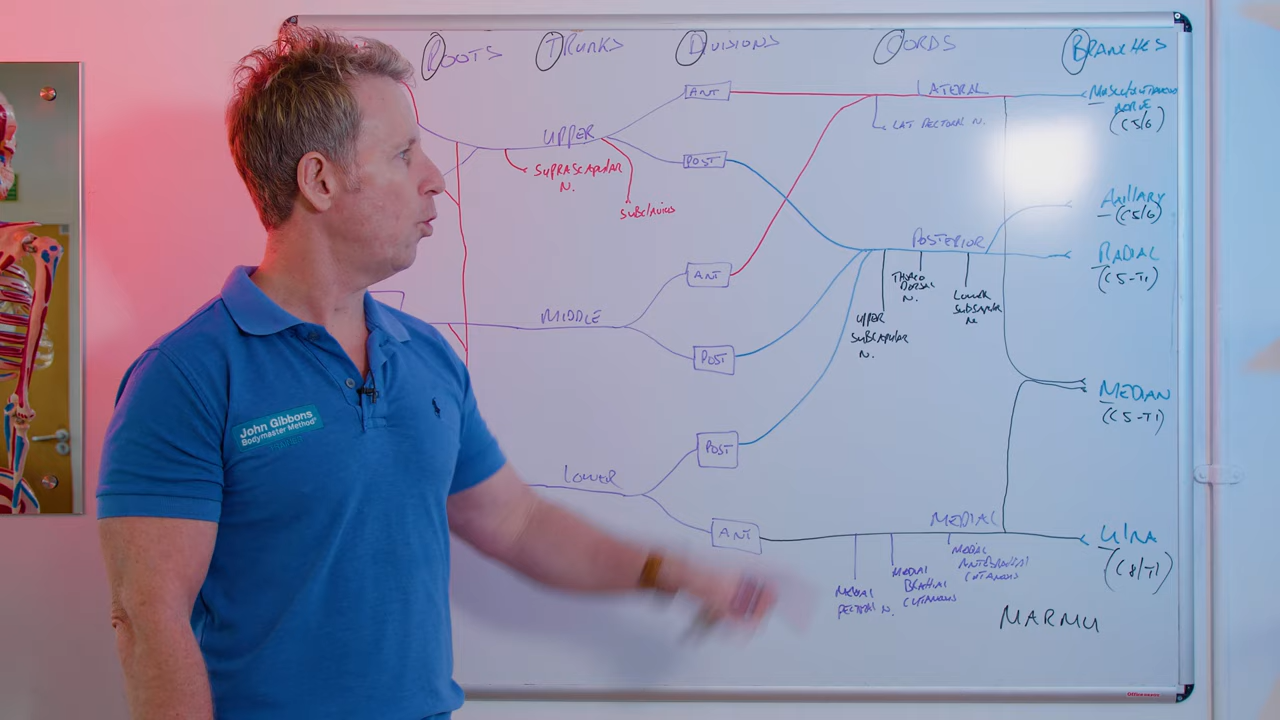 ROOTS
TRUNKS
DIVISIONS
CORDS
BRANCHES
ANT
LATERAL
MUSCULOCUTANEOUS
NERVE
(C5/6)
LAT PECTORAL N.
UPPER
SUPRASCAPULAR
N.
SUBCLAVIUS
POST
AXILLARY
(C5/6)
POSTERIOR
RADIAL
(C5-T1)
THORACO
DORSAL
N.
LOWER
SUBSCAPULAR
N.
UPPER
SUBSCAPULAR
N.
MIDDLE
ANT
POST
MEDIAN
(C5-T1)
John Gibbons
Bodymaster Method®
POST
LOWER
ANT
MEDIAL
ULNA
(C8/T1)
MEDIAL
PECTORAL N.
MEDIAL
BRACHIAL
CUTANEOUS
MEDIAL
ANTEBRACHIAL
CUTANEOUS
MARMU